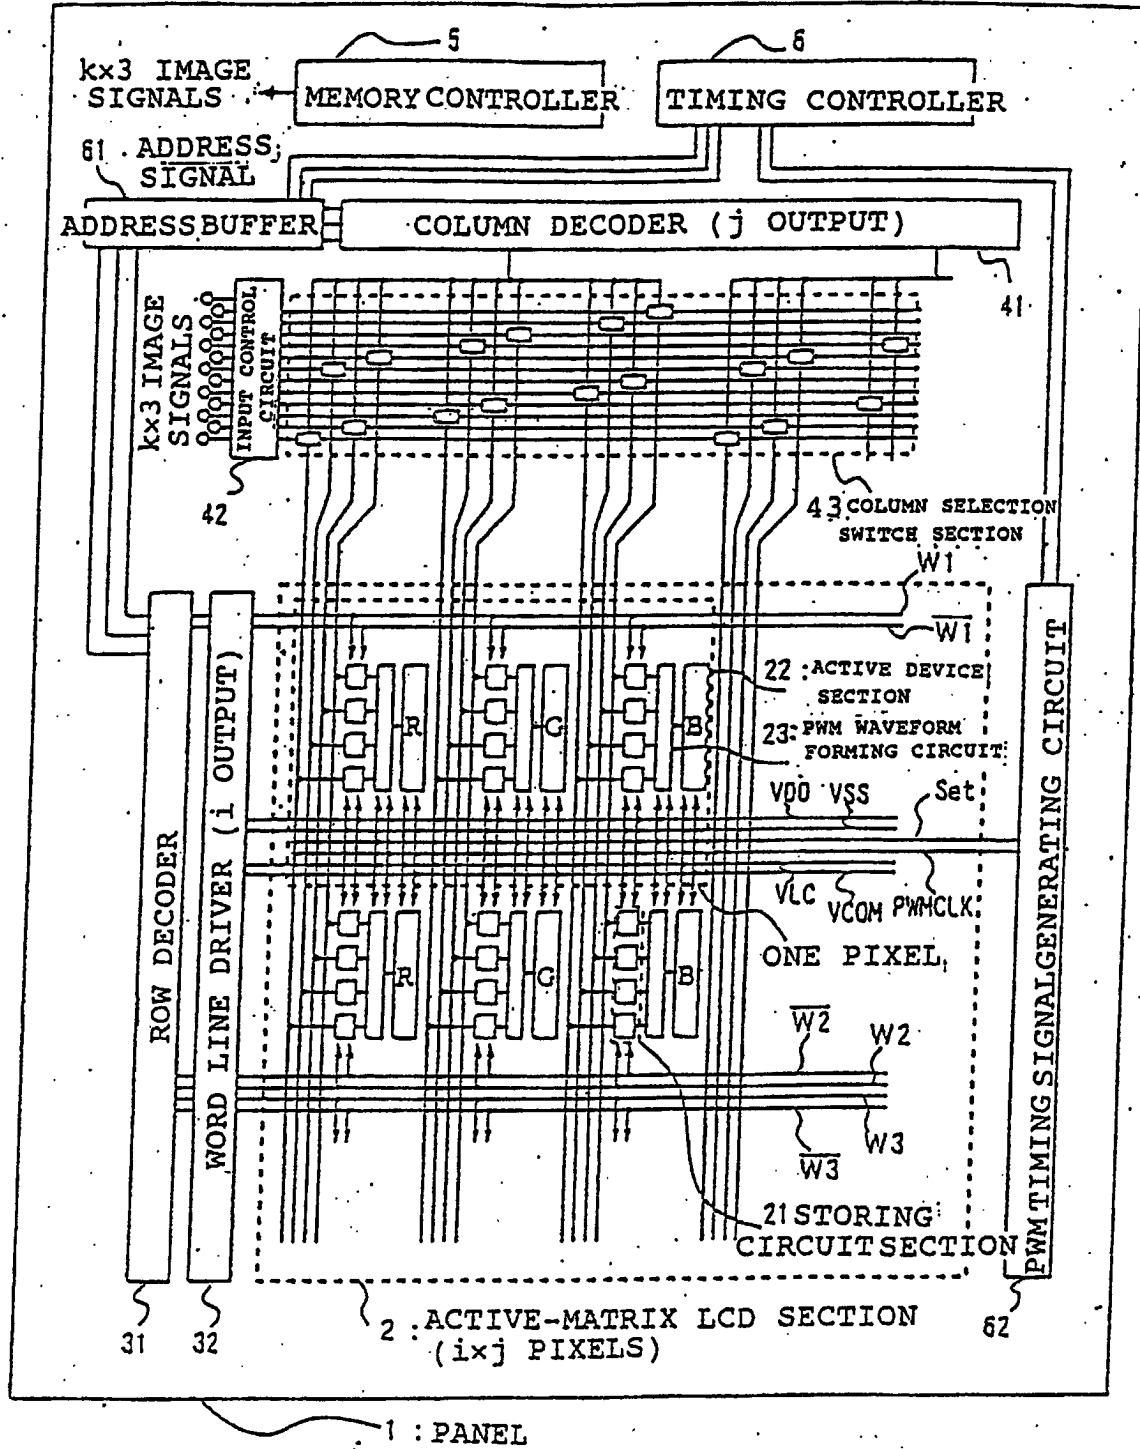 5
6
kx3 IMAGE
SIGNALS
MEMORY CONTROLLER
TIMING CONTROLLER
61
ADDRESS
SIGNAL
ADDRESS BUFFER
COLUMN DECODER (j OUTPUT)
41
kx3 IMAGE
SIGNALS
INPUT CONTROL
CIRCUIT
42
43 COLUMN SELECTION
SWITCH SECTION
W1
W1
22: ACTIVE DEVICE
SECTION
23: PWM WAVEFORM
FORMING CIRCUIT
R
G
B
VDD
VSS
Set
VLC
VCOM
PWMCLK
ONE PIXEL
R
G
B
W2
W2
W3
W3
21 STORING
CIRCUIT SECTION
ROW DECODER
WORD LINE DRIVER (i OUTPUT)
PWM TIMING SIGNAL GENERATING CIRCUIT
31
32
2: ACTIVE-MATRIX LCD SECTION
(ixj PIXELS)
62
1: PANEL